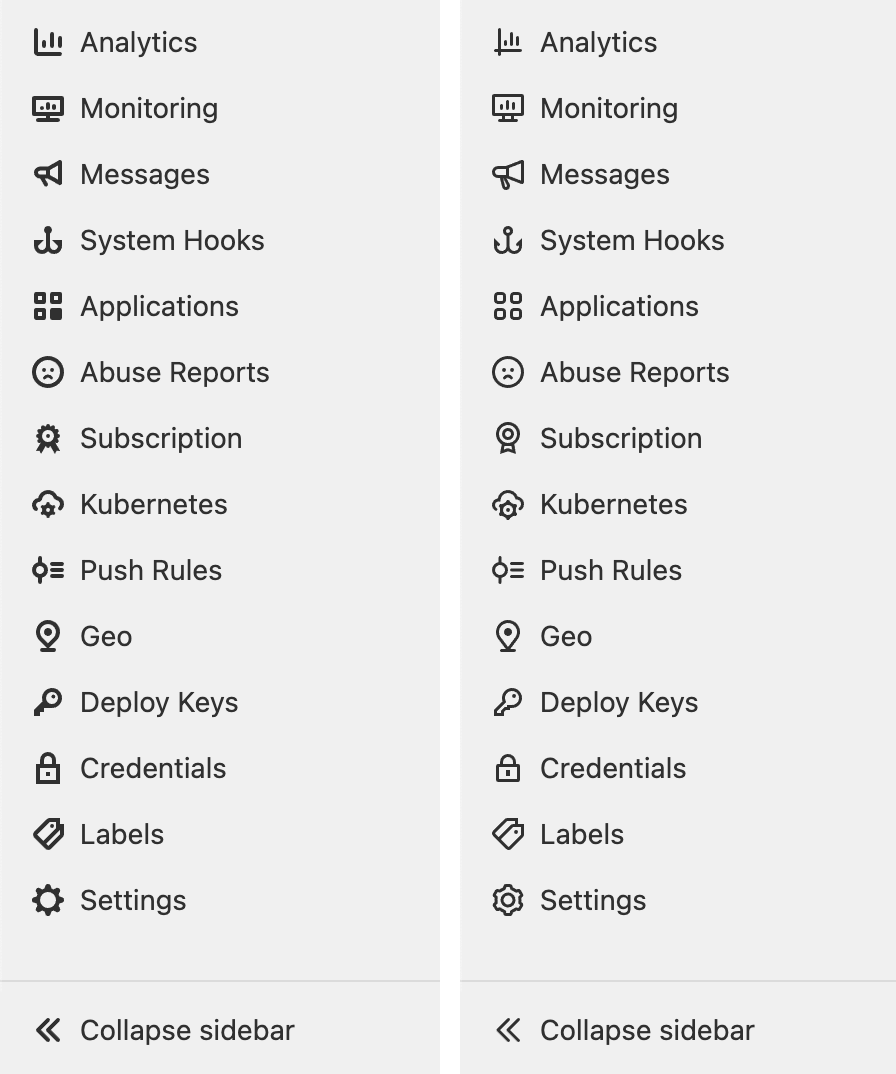 Analytics
Monitoring
Messages
System Hooks
Applications
Abuse Reports
Subscription
Kubernetes
Push Rules
Geo
Deploy Keys
Credentials
Labels
Settings
Collapse sidebar
Analytics
Monitoring
Messages
System Hooks
Applications
Abuse Reports
Subscription
Kubernetes
Push Rules
Geo
Deploy Keys
Credentials
Labels
Settings
Collapse sidebar